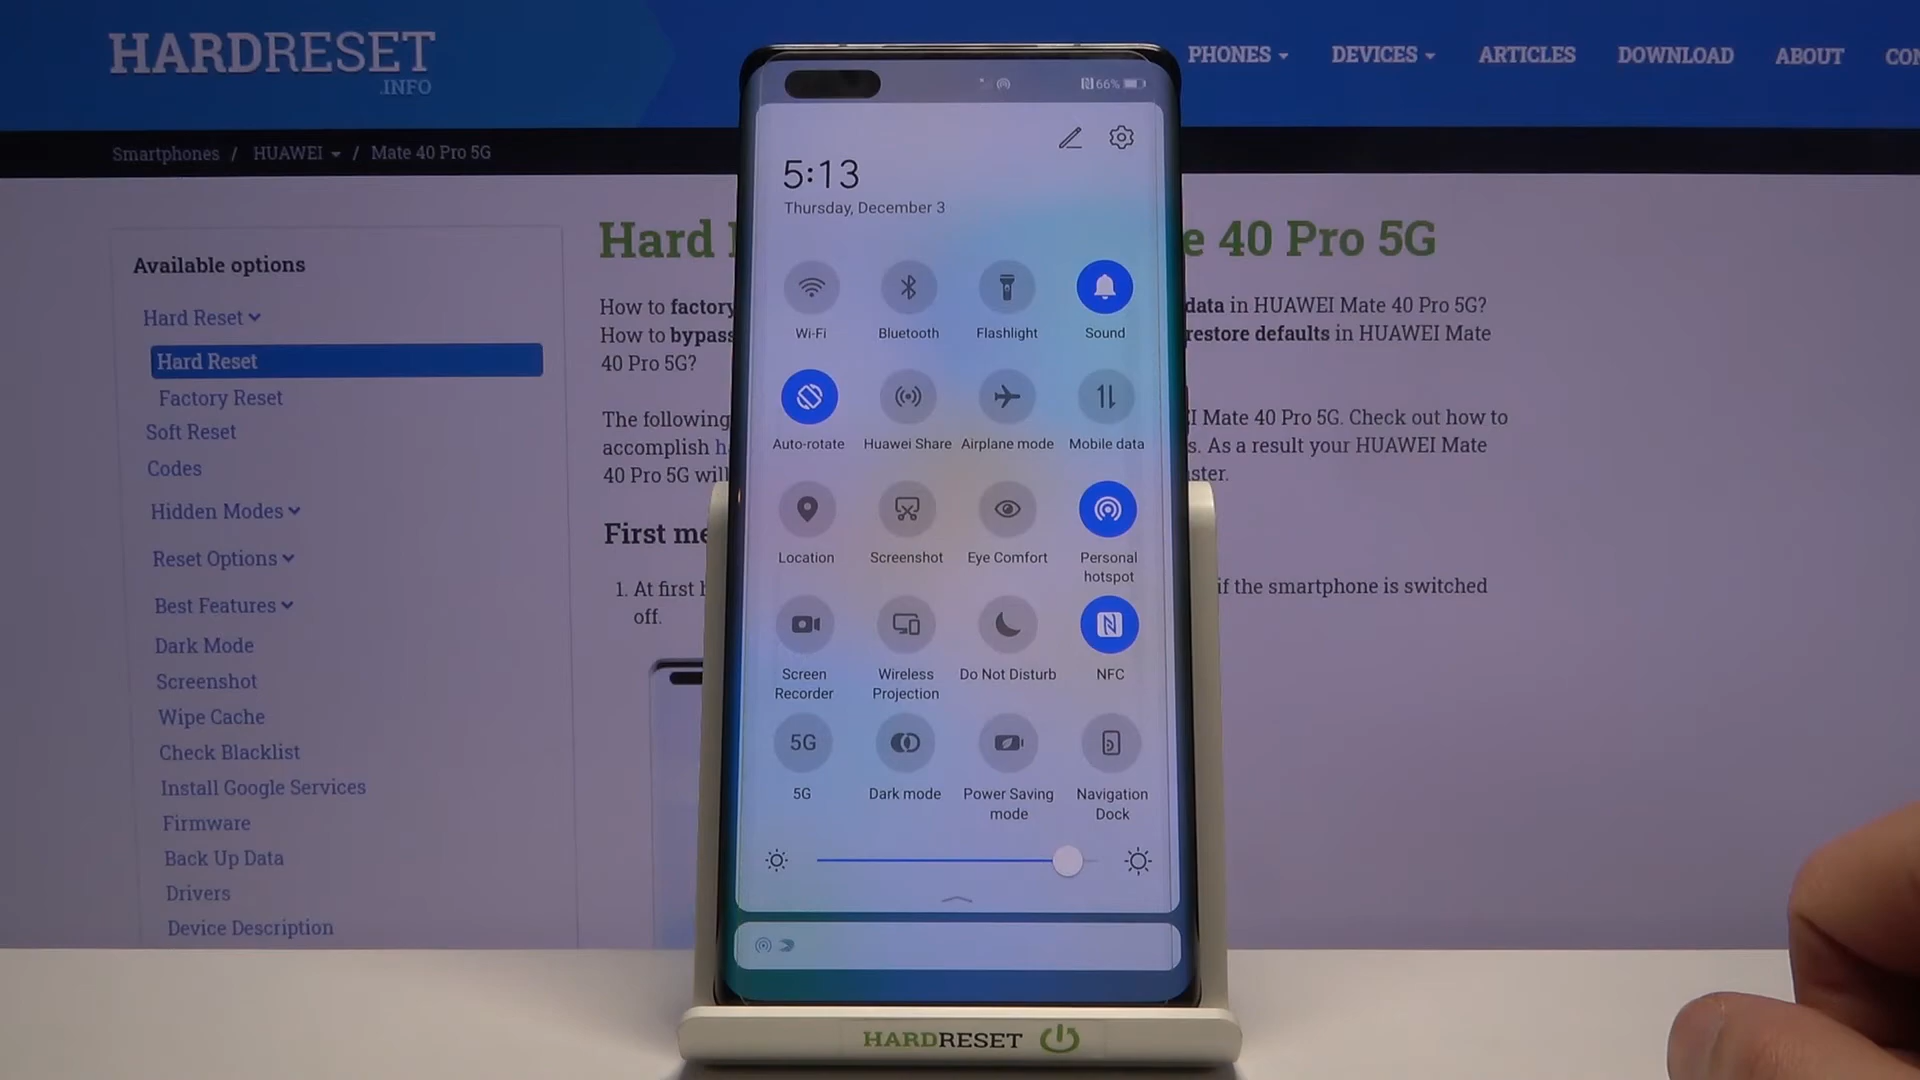 HARDRESET
.INFO
PHONES
DEVICES
ARTICLES
DOWNLOAD
ABOUT
Smartphones / HUAWEI / Mate 40 Pro 5G
Available options
Hard Reset
Hard Reset
Factory Reset
Soft Reset
Codes
Hidden Modes
Reset Options
Best Features
Dark Mode
Screenshot
Wipe Cache
Check Blacklist
Install Google Services
Firmware
Back Up Data
Drivers
Device Description
Hard
40 Pro 5G
How to factory
data in HUAWEI Mate 40 Pro 5G?
How to bypass
restore defaults in HUAWEI Mate
40 Pro 5G?
The following
Mate 40 Pro 5G. Check out how to
accomplish
As a result your HUAWEI Mate
40 Pro 5G will
First
1. At first
if the smartphone is switched
off.
66%
5:13
Thursday, December 3
Wi-Fi
Bluetooth
Flashlight
Sound
Auto-rotate
Huawei Share
Airplane mode
Mobile data
Location
Screenshot
Eye Comfort
Personal
hotspot
Screen
Recorder
Wireless
Projection
Do Not Disturb
NFC
5G
5G
Dark mode
Power Saving
mode
Navigation
Dock
HARDRESET